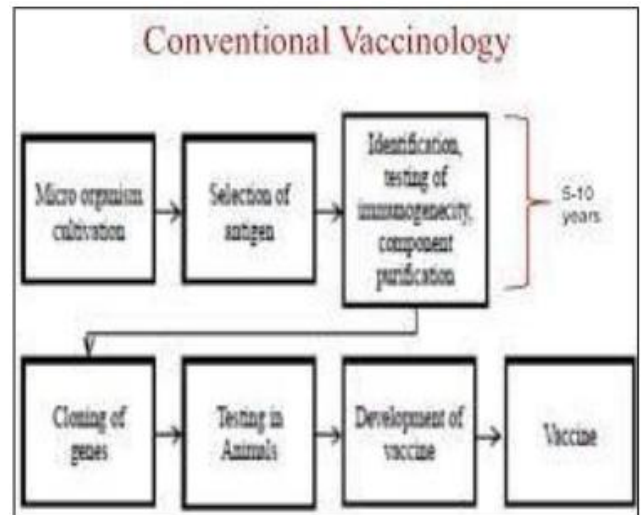 Conventional Vaccinology
Micro organism
cultivation
Selection of
antigen
Identification,
testing of
immunogenecity,
component
purification
5-10
years
Cloning of
genes
Testing in
Animals
Development of
vaccine
Vaccine